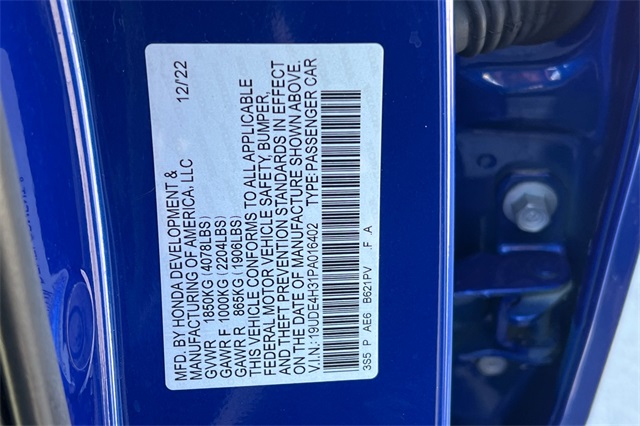 MFD. BY HONDA DEVELOPMENT & 12/22
MANUFACTURING OF AMERICA, LLC
GVWR 1850KG (4078LBS)
GAWR F 1000KG (2204LBS)
GAWR R. 865KG (1906LBS)
THIS VEHICLE CONFORMS TO ALL APPLICABLE
FEDERAL MOTOR VEHICLE SAFETY, BUMPER,
AND THEFT PREVENTION STANDARDS IN EFFECT
ON THE DATE OF MANUFACTURE SHOWN ABOVE.
V.I.N.: 19UDE4H31PA016402 TYPE: PASSENGER CAR
3S5 P AE6 B621PV .F .A